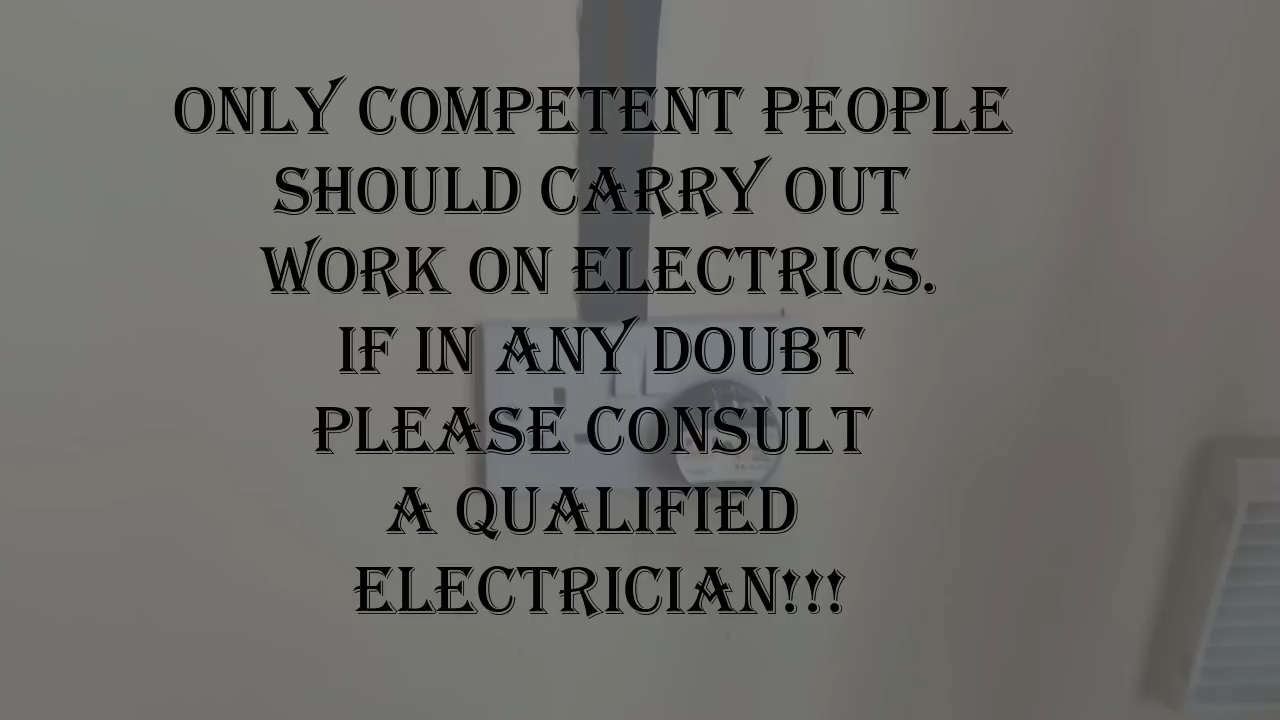 ONLY COMPETENT PEOPLE
SHOULD CARRY OUT
WORK ON ELECTRICS.
IF IN ANY DOUBT
PLEASE CONSULT
A QUALIFIED
ELECTRICIAN!!!